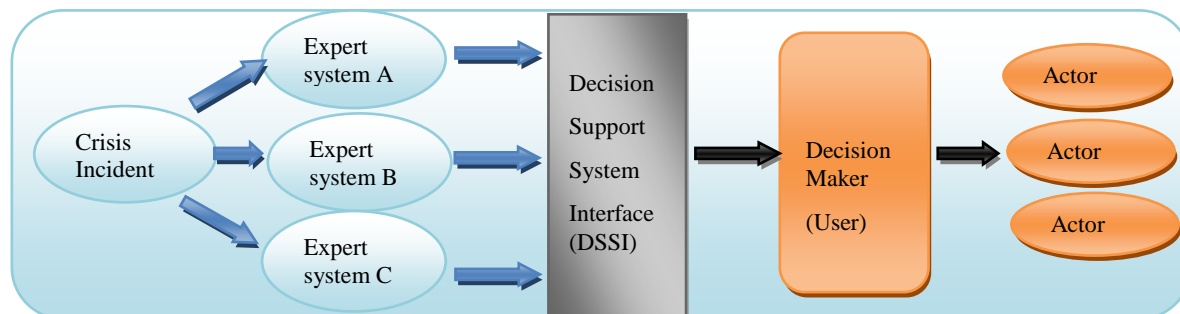 Crisis
Incident
Expert
system A
Expert
system B
Expert
system C
Decision
Support
System
Interface
(DSSI)
Decision
Maker
(User)
Actor
Actor
Actor